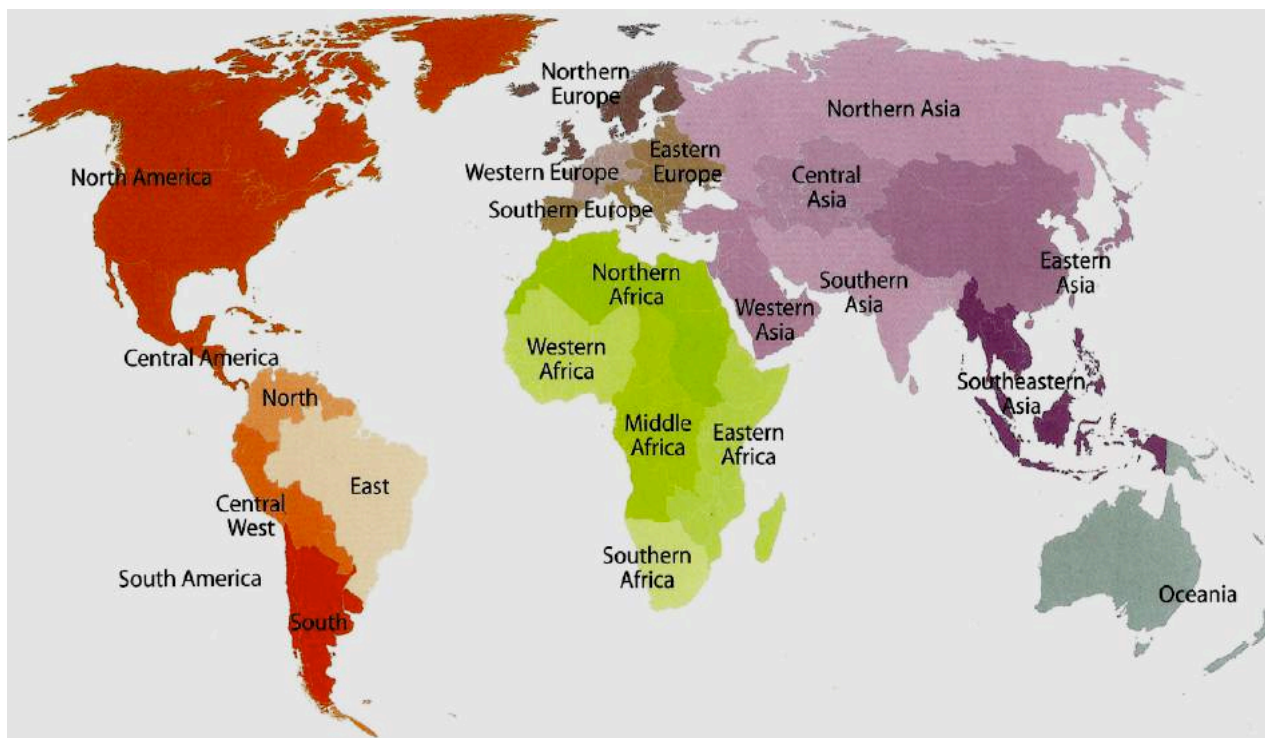 Northern
Europe
Northern Asia
North America
Western Europe
Eastern
Europe
Central
Asia
Southern Europe
Northern
Africa
Southern
Asia
Eastern
Asia
Western
Asia
Central America
Western
Africa
North
Southeastern
Asia
Middle
Africa
Eastern
Africa
East
Central
West
Southern
Africa
South America
Oceania
South